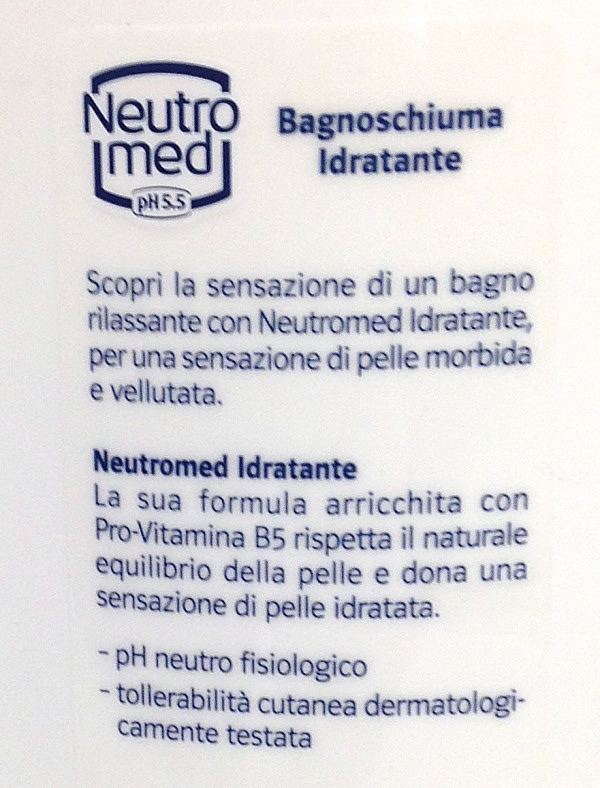 Neutro
med
pH 5.5
Bagnoschiuma
Idratante
Scopri la sensazione di un bagno
rilassante con Neutromed Idratante,
per una sensazione di pelle morbida
e vellutata.
Neutromed Idratante
La sua formula arricchita con
Pro-Vitamina B5 rispetta il naturale
equilibrio della pelle e dona una
sensazione di pelle idratata.
- pH neutro fisiologico
- tollerabilità cutanea dermatologi-
camente testata